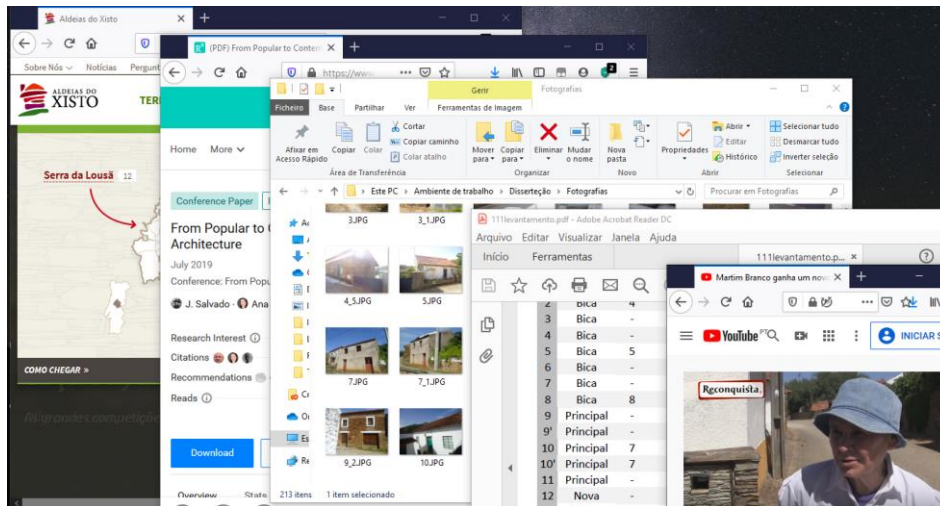 Aldeias do Xisto
Sobre Nós
Notícias
ALDEIAS DO
XISTO
Serra da Lousã 12
COMO CHEGAR »
(PDF) From Popular to Contem
https://www
2
Home More
Conference Paper
From Popular to
Architecture
July 2019
Conference: From Popu
J. Salvado · Ana
Research Interest
Citations
Recommendations
Reads
Download
Overview
Gerir Fotografias
Ficheiro Base Partilhar Ver Ferramentas de Imagem
Afixar em
Acesso Rápido
Copiar Colar
Cortar
Copiar caminho
Colar atalho
Área de Transferência
Mover
para
Copiar
para
Eliminar
Mudar
o nome
Organizar
Nova
pasta
Novo
Propriedades
Abrir
Editar
Histórico
Abrir
Selecionar tudo
Desmarcar tudo
Inverter seleção
Selecionar
Este PC › Ambiente de trabalho › Disserteção › Fotografias
Procurar em Fotografias
3.JPG 3_1.JPG
4_5.JPG 5.JPG
7.JPG 7_1.JPG
9_2.JPG 10.JPG
213 itens 1 item selecionado
111levantamento.pdf - Adobe Acrobat Reader DC
Arquivo Editar Visualizar Janela Ajuda
Início Ferramentas 111levantamento.p...
2 Bica 4
3 Bica -
4 Bica -
5 Bica 5
6 Bica -
7 Bica -
8 Bica 8
9 Principal -
9' Principal -
10 Principal 7
10' Principal 7
11 Principal -
12 Nova -
Martim Branco ganha um nov
YouTube PT
INICIAR S
Reconquista.